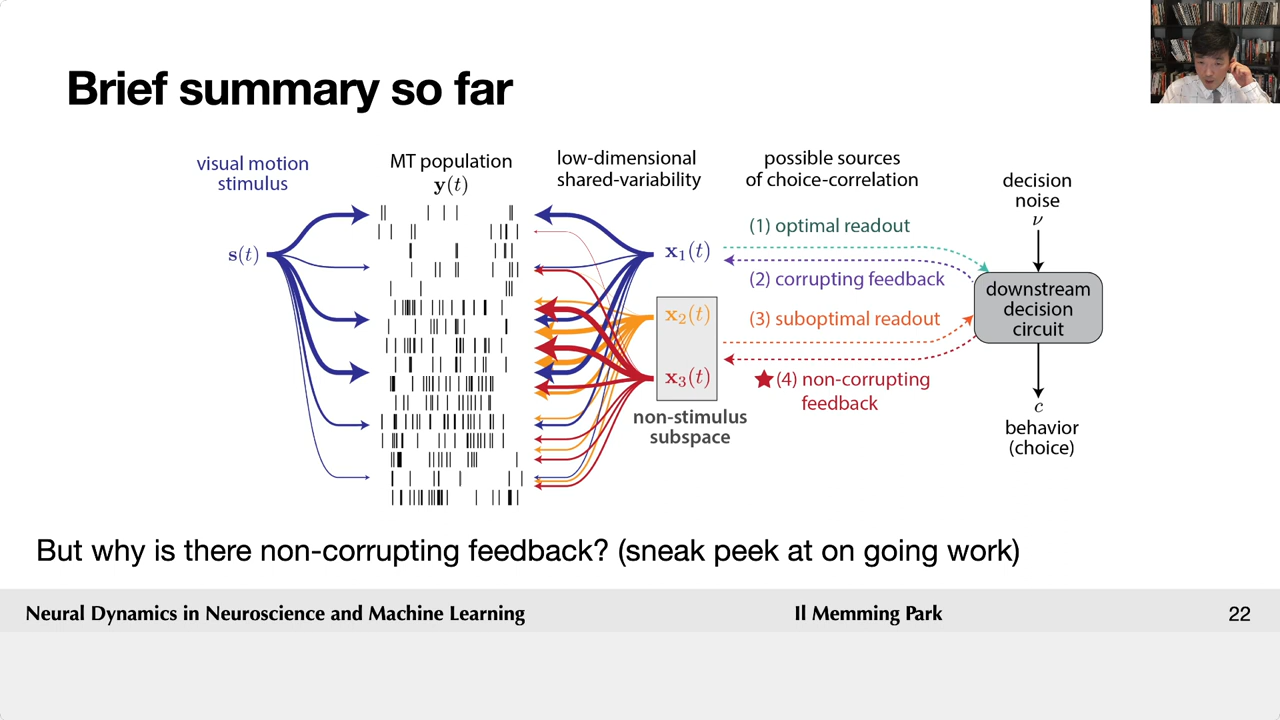 Brief summary so far
visual motion
stimulus
MT population
y(t)
low-dimensional
shared-variability
possible sources
of choice-correlation
decision
noise
ν
s(t)
x₁(t)
x₂(t)
x₃(t)
non-stimulus
subspace
(1) optimal readout
(2) corrupting feedback
(3) suboptimal readout
★(4) non-corrupting
feedback
downstream
decision
circuit
c
behavior
(choice)
But why is there non-corrupting feedback? (sneak peek at on going work)
Neural Dynamics in Neuroscience and Machine Learning
Il Memming Park
22